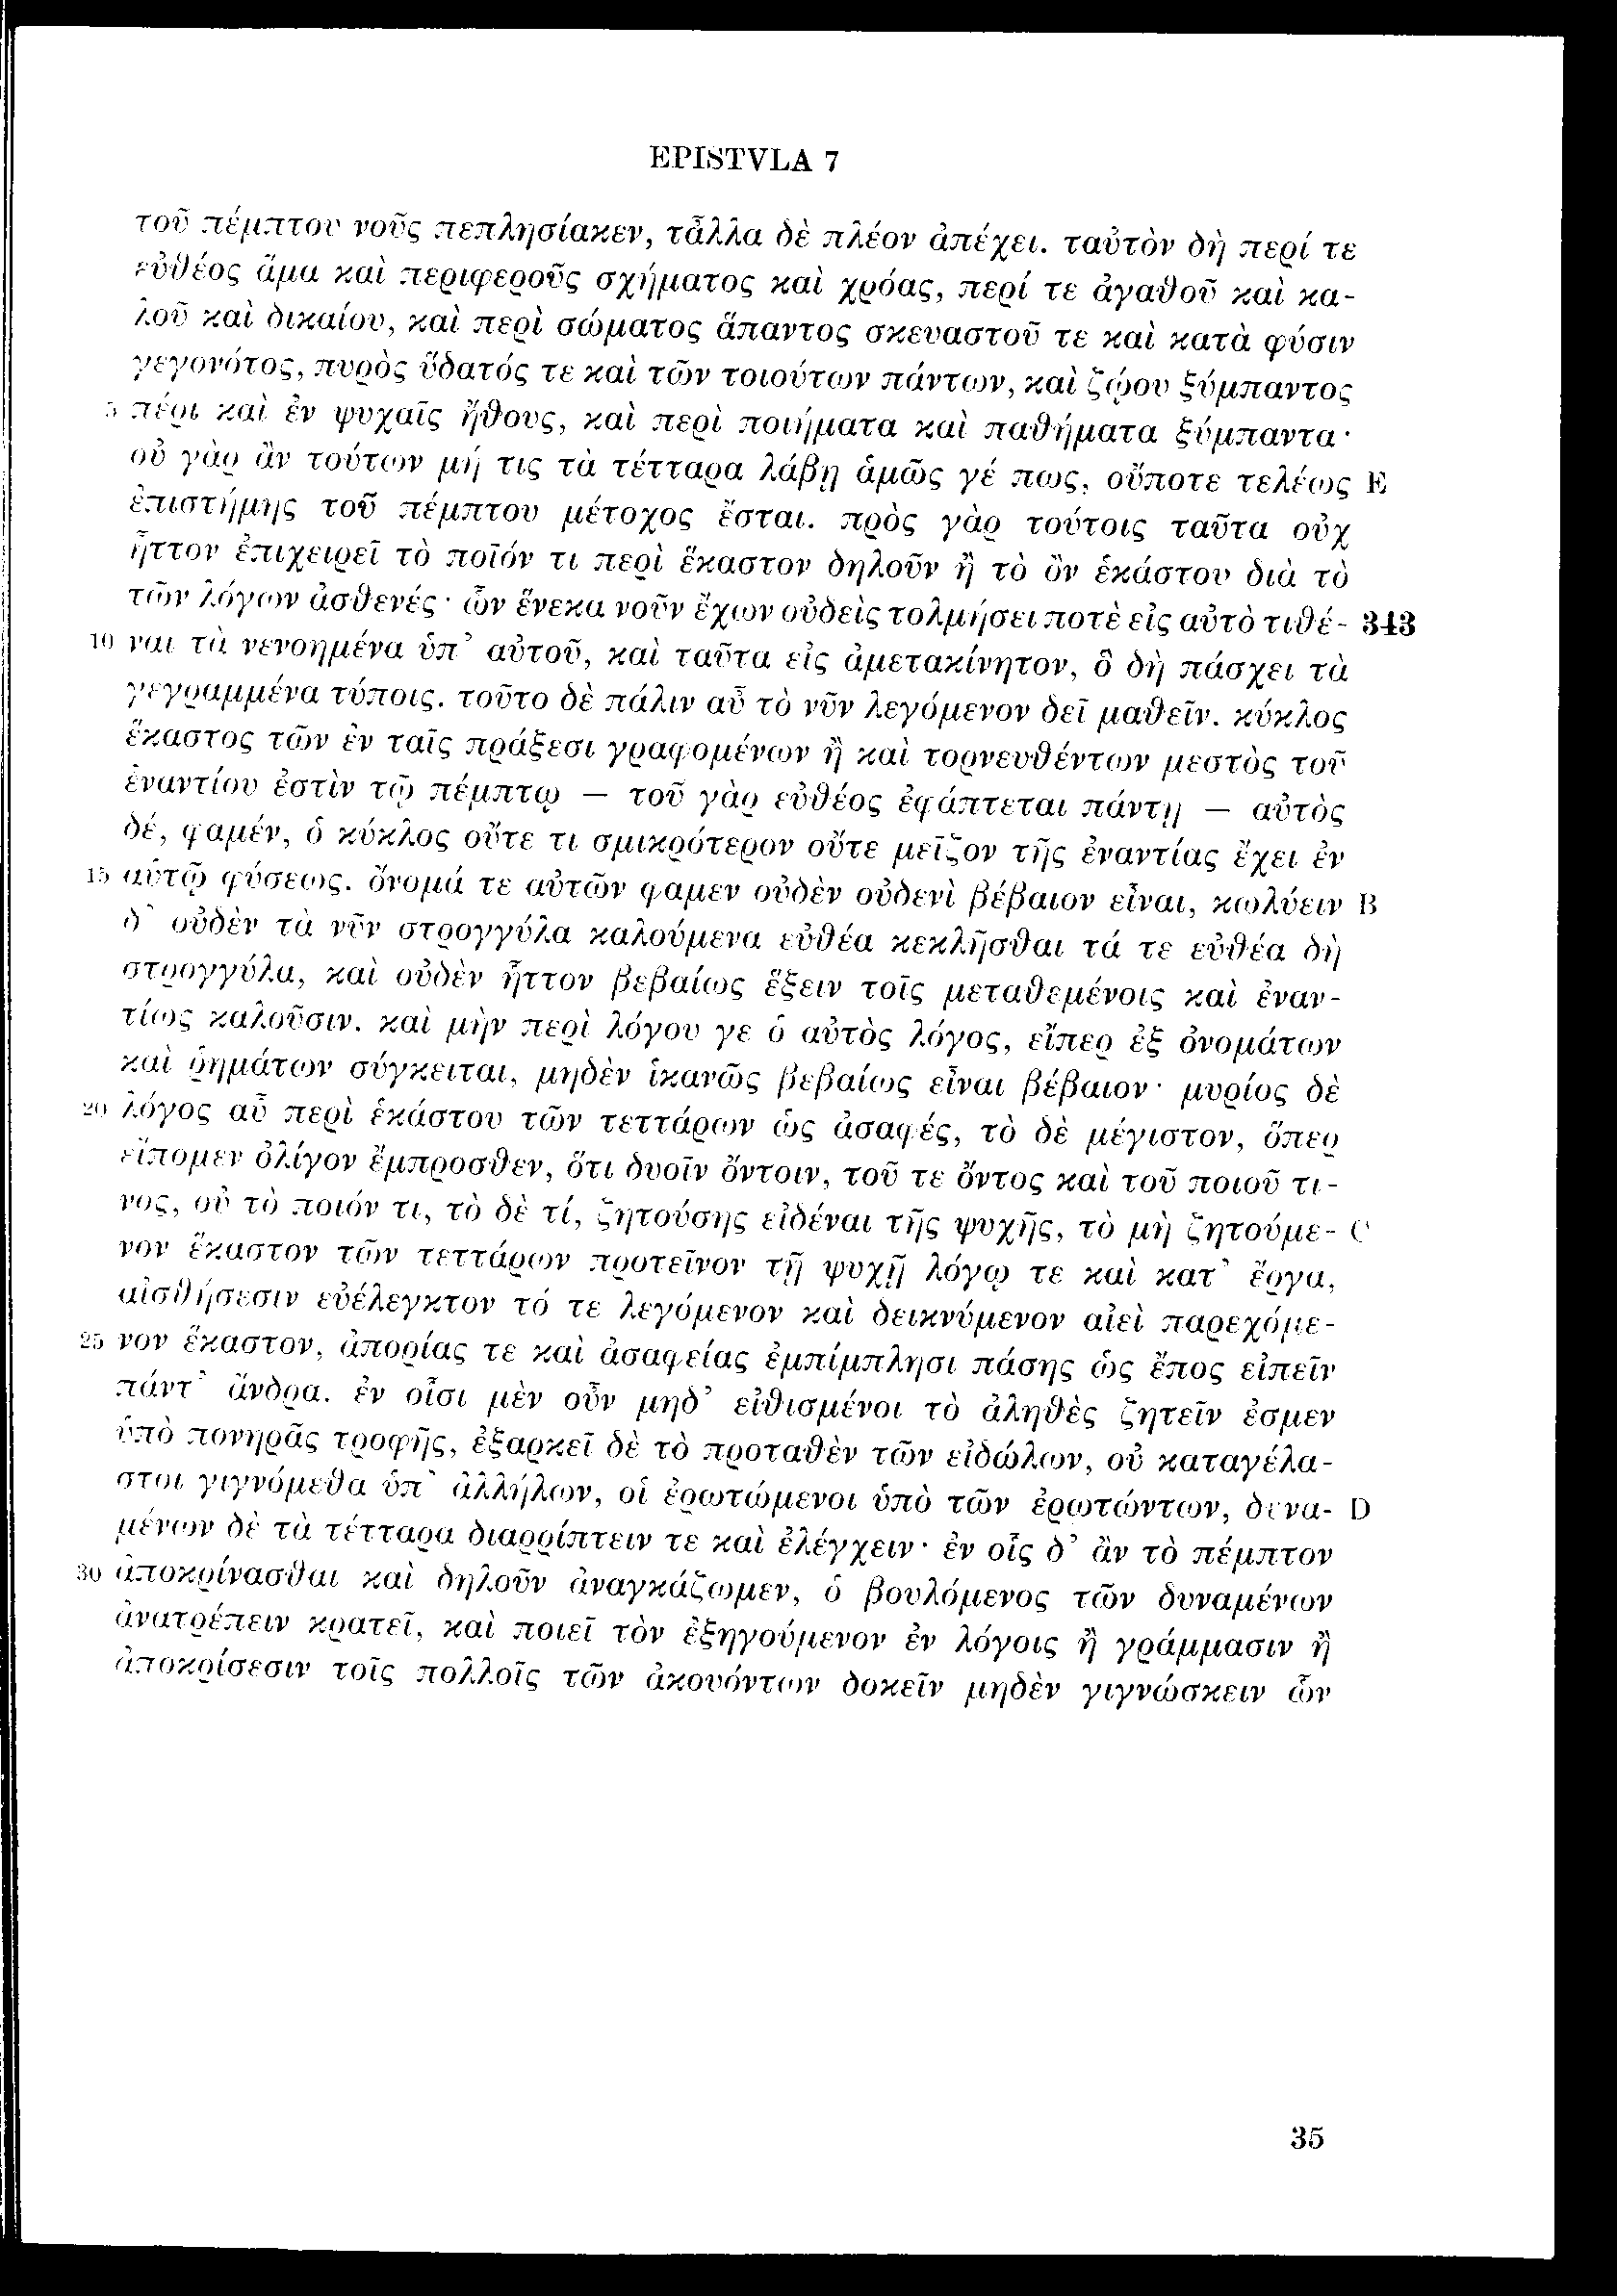 EPISTVLA 7
τοῦ πέμπτου νοῦς πεπλησίακεν, τἆλλα δὲ πλέον ἀπέχει. ταὐτὸν δὴ περί τε
εὐθέος ἅμα καὶ περιφεροῦς σχήματος καὶ χρόας, περί τε ἀγαθοῦ καὶ κα-
λοῦ καὶ δικαίου, καὶ περὶ σώματος ἅπαντος σκευαστοῦ τε καὶ κατὰ φύσιν
γεγονότος, πυρὸς ὕδατός τε καὶ τῶν τοιούτων πάντων, καὶ ζῴου ξύμπαντος
5 πέρι καὶ ἐν ψυχαῖς ἤθους, καὶ περὶ ποιήματα καὶ παθήματα ξύμπαντα·
οὐ γὰρ ἂν τούτων μή τις τὰ τέτταρα λάβῃ ἁμῶς γέ πως, οὔποτε τελέως E
ἐπιστήμης τοῦ πέμπτου μέτοχος ἔσται. πρὸς γὰρ τούτοις ταῦτα οὐχ
ἧττον ἐπιχειρεῖ τὸ ποῖόν τι περὶ ἕκαστον δηλοῦν ἢ τὸ ὂν ἑκάστου διὰ τὸ
τῶν λόγων ἀσθενές· ὧν ἕνεκα νοῦν ἔχων οὐδεὶς τολμήσει ποτὲ εἰς αὐτὸ τιθέ- 343
10 ναι τὰ νενοημένα ὑπ᾽ αὐτοῦ, καὶ ταῦτα εἰς ἀμετακίνητον, ὃ δὴ πάσχει τὰ
γεγραμμένα τύποις. τοῦτο δὲ πάλιν αὖ τὸ νῦν λεγόμενον δεῖ μαθεῖν. κύκλος
ἕκαστος τῶν ἐν ταῖς πράξεσι γραφομένων ἢ καὶ τορνευθέντων μεστὸς τοῦ
ἐναντίου ἐστὶν τῷ πέμπτῳ — τοῦ γὰρ εὐθέος ἐφάπτεται πάντῃ — αὐτὸς
δέ, φαμέν, ὁ κύκλος οὔτε τι σμικρότερον οὔτε μεῖζον τῆς ἐναντίας ἔχει ἐν
15 αὑτῷ φύσεως. ὄνομά τε αὐτῶν φαμεν οὐδὲν οὐδενὶ βέβαιον εἶναι, κωλύειν B
δ᾽ οὐδὲν τὰ νῦν στρογγύλα καλούμενα εὐθέα κεκλῆσθαι τά τε εὐθέα δὴ
στρογγύλα, καὶ οὐδὲν ἧττον βεβαίως ἕξειν τοῖς μεταθεμένοις καὶ ἐναν-
τίως καλοῦσιν. καὶ μὴν περὶ λόγου γε ὁ αὐτὸς λόγος, εἴπερ ἐξ ὀνομάτων
καὶ ῥημάτων σύγκειται, μηδὲν ἱκανῶς βεβαίως εἶναι βέβαιον· μυρίος δὲ
20 λόγος αὖ περὶ ἑκάστου τῶν τεττάρων ὡς ἀσαφές, τὸ δὲ μέγιστον, ὅπερ
εἴπομεν ὀλίγον ἔμπροσθεν, ὅτι δυοῖν ὄντοιν, τοῦ τε ὄντος καὶ τοῦ ποιοῦ τι-
νος, οὐ τὸ ποιόν τι, τὸ δὲ τί, ζητούσης εἰδέναι τῆς ψυχῆς, τὸ μὴ ζητούμε- C
νον ἕκαστον τῶν τεττάρων προτεῖνον τῇ ψυχῇ λόγῳ τε καὶ κατ᾽ ἔργα,
αἰσθήσεσιν εὐέλεγκτον τό τε λεγόμενον καὶ δεικνύμενον αἰεὶ παρεχόμε-
25 νον ἕκαστον, ἀπορίας τε καὶ ἀσαφείας ἐμπίμπλησι πάσης ὡς ἔπος εἰπεῖν
πάντ᾽ ἄνδρα. ἐν οἷσι μὲν οὖν μηδ᾽ εἰθισμένοι τὸ ἀληθὲς ζητεῖν ἐσμεν
ὑπὸ πονηρᾶς τροφῆς, ἐξαρκεῖ δὲ τὸ προταθὲν τῶν εἰδώλων, οὐ καταγέλα-
στοι γιγνόμεθα ὑπ᾽ ἀλλήλων, οἱ ἐρωτώμενοι ὑπὸ τῶν ἐρωτώντων, δυνα- D
μένων δὲ τὰ τέτταρα διαρρίπτειν τε καὶ ἐλέγχειν· ἐν οἷς δ᾽ ἂν τὸ πέμπτον
30 ἀποκρίνασθαι καὶ δηλοῦν ἀναγκάζωμεν, ὁ βουλόμενος τῶν δυναμένων
ἀνατρέπειν κρατεῖ, καὶ ποιεῖ τὸν ἐξηγούμενον ἐν λόγοις ἢ γράμμασιν ἢ
ἀποκρίσεσιν τοῖς πολλοῖς τῶν ἀκουόντων δοκεῖν μηδὲν γιγνώσκειν ὧν
35